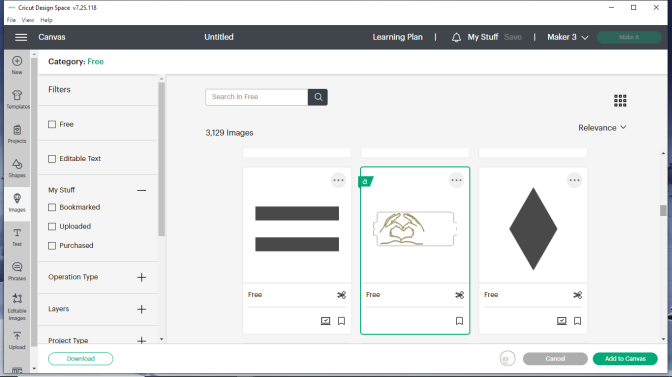 Cricut Design Space v7.25.118
File View Help
Canvas
Untitled
Learning Plan
My Stuff
Save
Maker 3
Make It
New
Templates
Projects
Shapes
Images
Text
Phrases
Editable
Images
Upload
Category: Free
Filters
Free
Editable Text
My Stuff
Bookmarked
Uploaded
Purchased
Operation Type
Layers
Project Type
Search in Free
3,129 Images
Relevance
a
Free
Free
Free
Download
Cancel
Add to Canvas